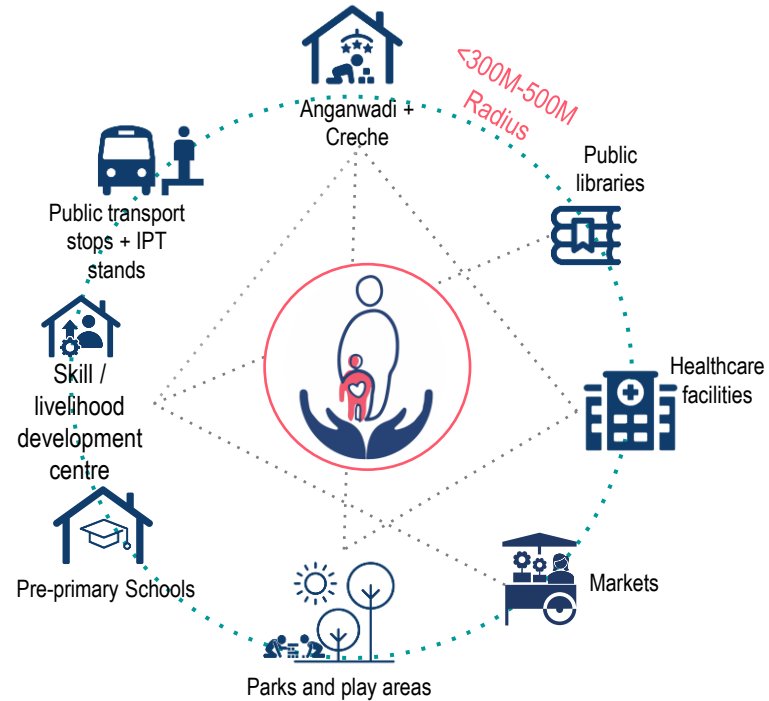 <300M-500M
Radius
Anganwadi +
Creche
Public
libraries
Public transport
stops + IPT
stands
Healthcare
facilities
Skill /
livelihood
development
centre
Markets
Pre-primary Schools
Parks and play areas